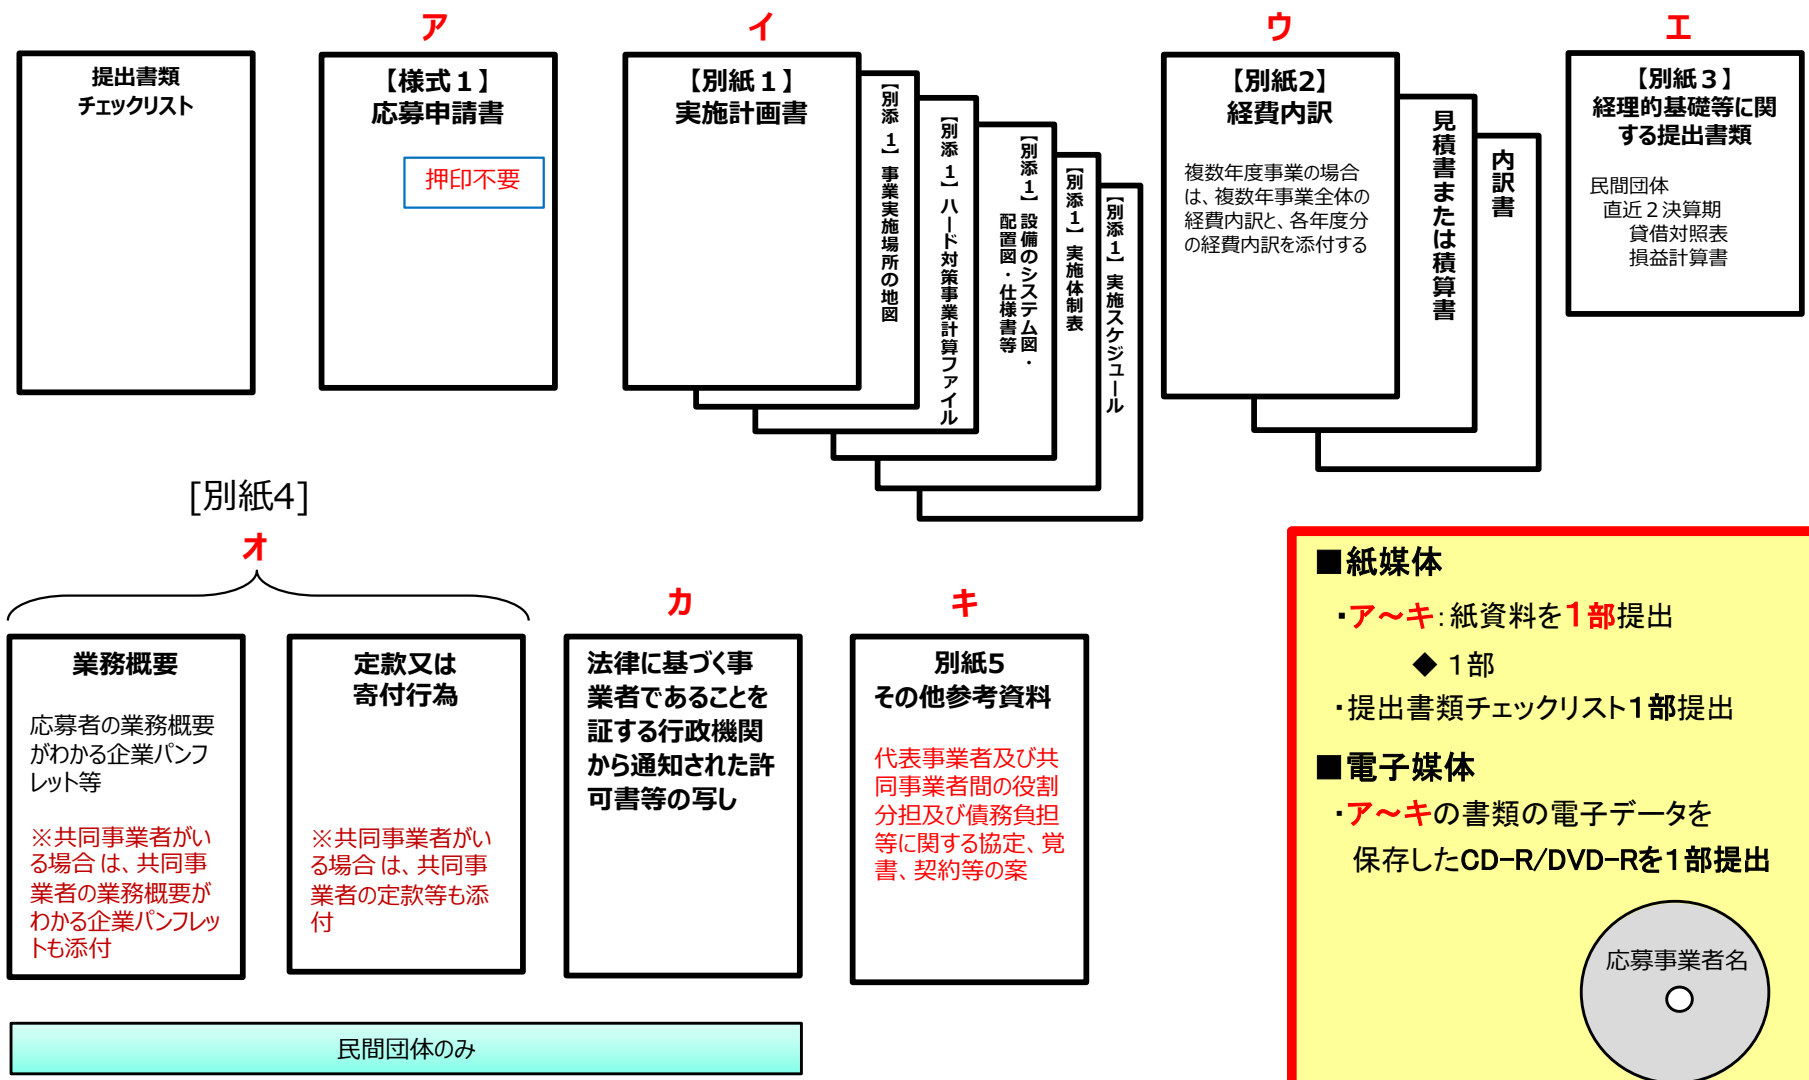 ア
イ
ウ
エ
提出書類
チェックリスト
【様式１】
応募申請書
押印不要
【別紙１】
実施計画書
【別添 1】 事業実施場所の地図
【別添 1】 ハード対策事業計算ファイル
【別添 1】 設備のシステム図・
配置図・仕様書等
【別添1】 実施体制表
【別添1】 実施スケジュール
【別紙2】
経費内訳
複数年度事業の場合
は、複数年事業全体の
経費内訳と、各年度分
の経費内訳を添付する
見積書または積算書
内訳書
【別紙３】
経理的基礎等に関
する提出書類
民間団体
直近２決算期
貸借対照表
損益計算書
[別紙4]
オ
カ
キ
業務概要
応募者の業務概要
がわかる企業パンフ
レット等
※共同事業者がい
る場合は、共同事
業者の業務概要が
わかる企業パンフレッ
トも添付
定款又は
寄付行為
※共同事業者がい
る場合は、共同事
業者の定款等も添
付
法律に基づく事
業者であることを
証する行政機関
から通知された許
可書等の写し
別紙5
その他参考資料
代表事業者及び共
同事業者間の役割
分担及び債務負担
等に関する協定、覚
書、契約等の案
民間団体のみ
■紙媒体
・ア～キ：紙資料を１部提出
◆ １部
・提出書類チェックリスト１部提出
■電子媒体
・ア～キの書類の電子データを
保存したCD-R/DVD-Rを１部提出
応募事業者名